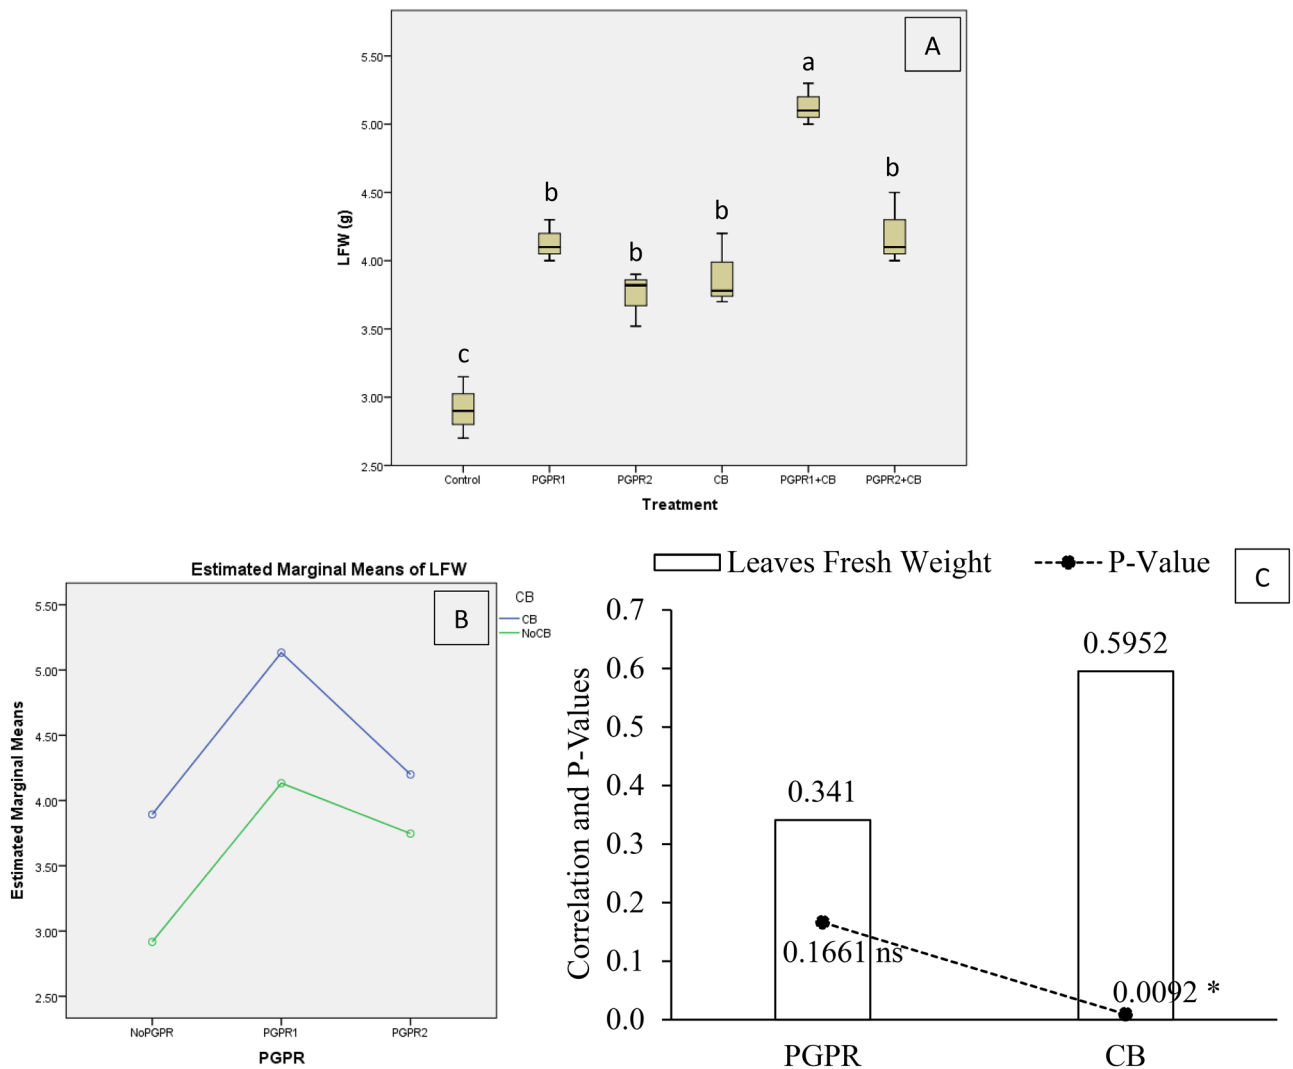 A
a
b
b
b
b
c
5.50
5.00
4.50
4.00
3.50
3.00
2.50
LFW (g)
Control
PGPR1
PGPR2
CB
PGPR1+CB
PGPR2+CB
Treatment
Estimated Marginal Means of LFW
B
CB
CB
NoCB
5.50
5.00
4.50
4.00
3.50
3.00
2.50
Estimated Marginal Means
NoPGPR
PGPR1
PGPR2
PGPR
Leaves Fresh Weight
P-Value
C
0.7
0.6
0.5
0.4
0.3
0.2
0.1
0.0
Correlation and P-Values
0.5952
0.341
0.1661 ns
0.0092 *
PGPR
CB